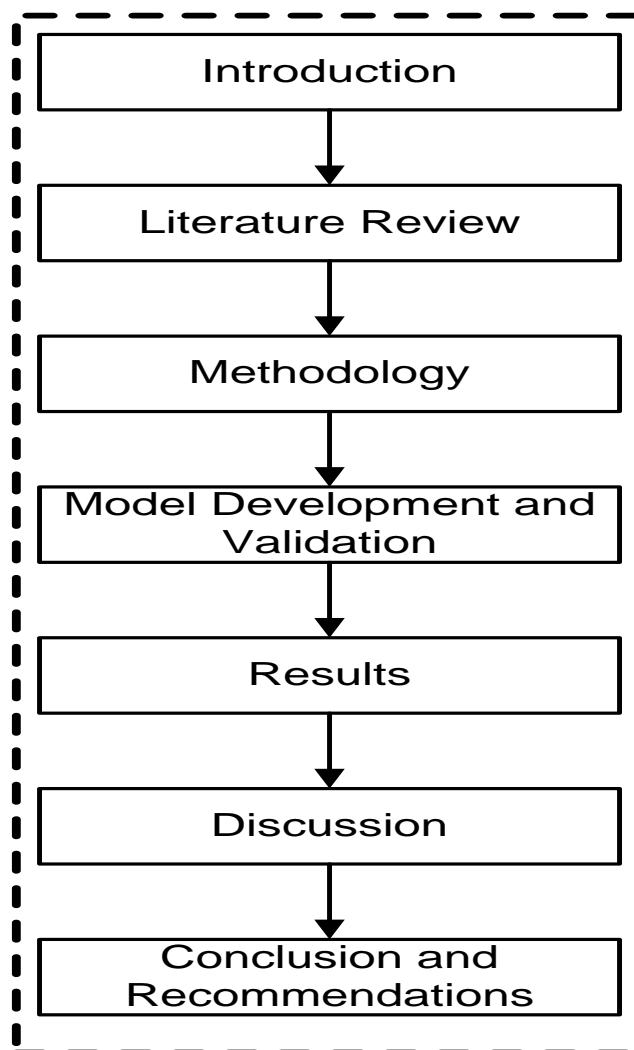 Introduction
Literature Review
Methodology
Model Development and
Validation
Results
Discussion
Conclusion and
Recommendations